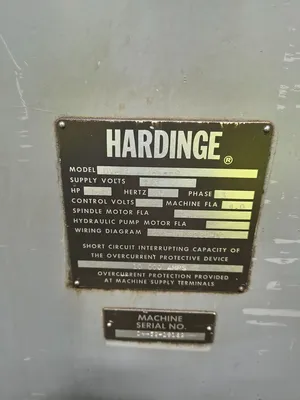 HARDINGE®
MODEL
SUPPLY VOLTS
HP HERTZ PHASE
CONTROL VOLTS MACHINE FLA
SPINDLE MOTOR FLA
HYDRAULIC PUMP MOTOR FLA
WIRING DIAGRAM
SHORT CIRCUIT INTERRUPTING CAPACITY OF
THE OVERCURRENT PROTECTIVE DEVICE
OVERCURRENT PROTECTION PROVIDED
AT MACHINE SUPPLY TERMINALS
MACHINE
SERIAL NO.